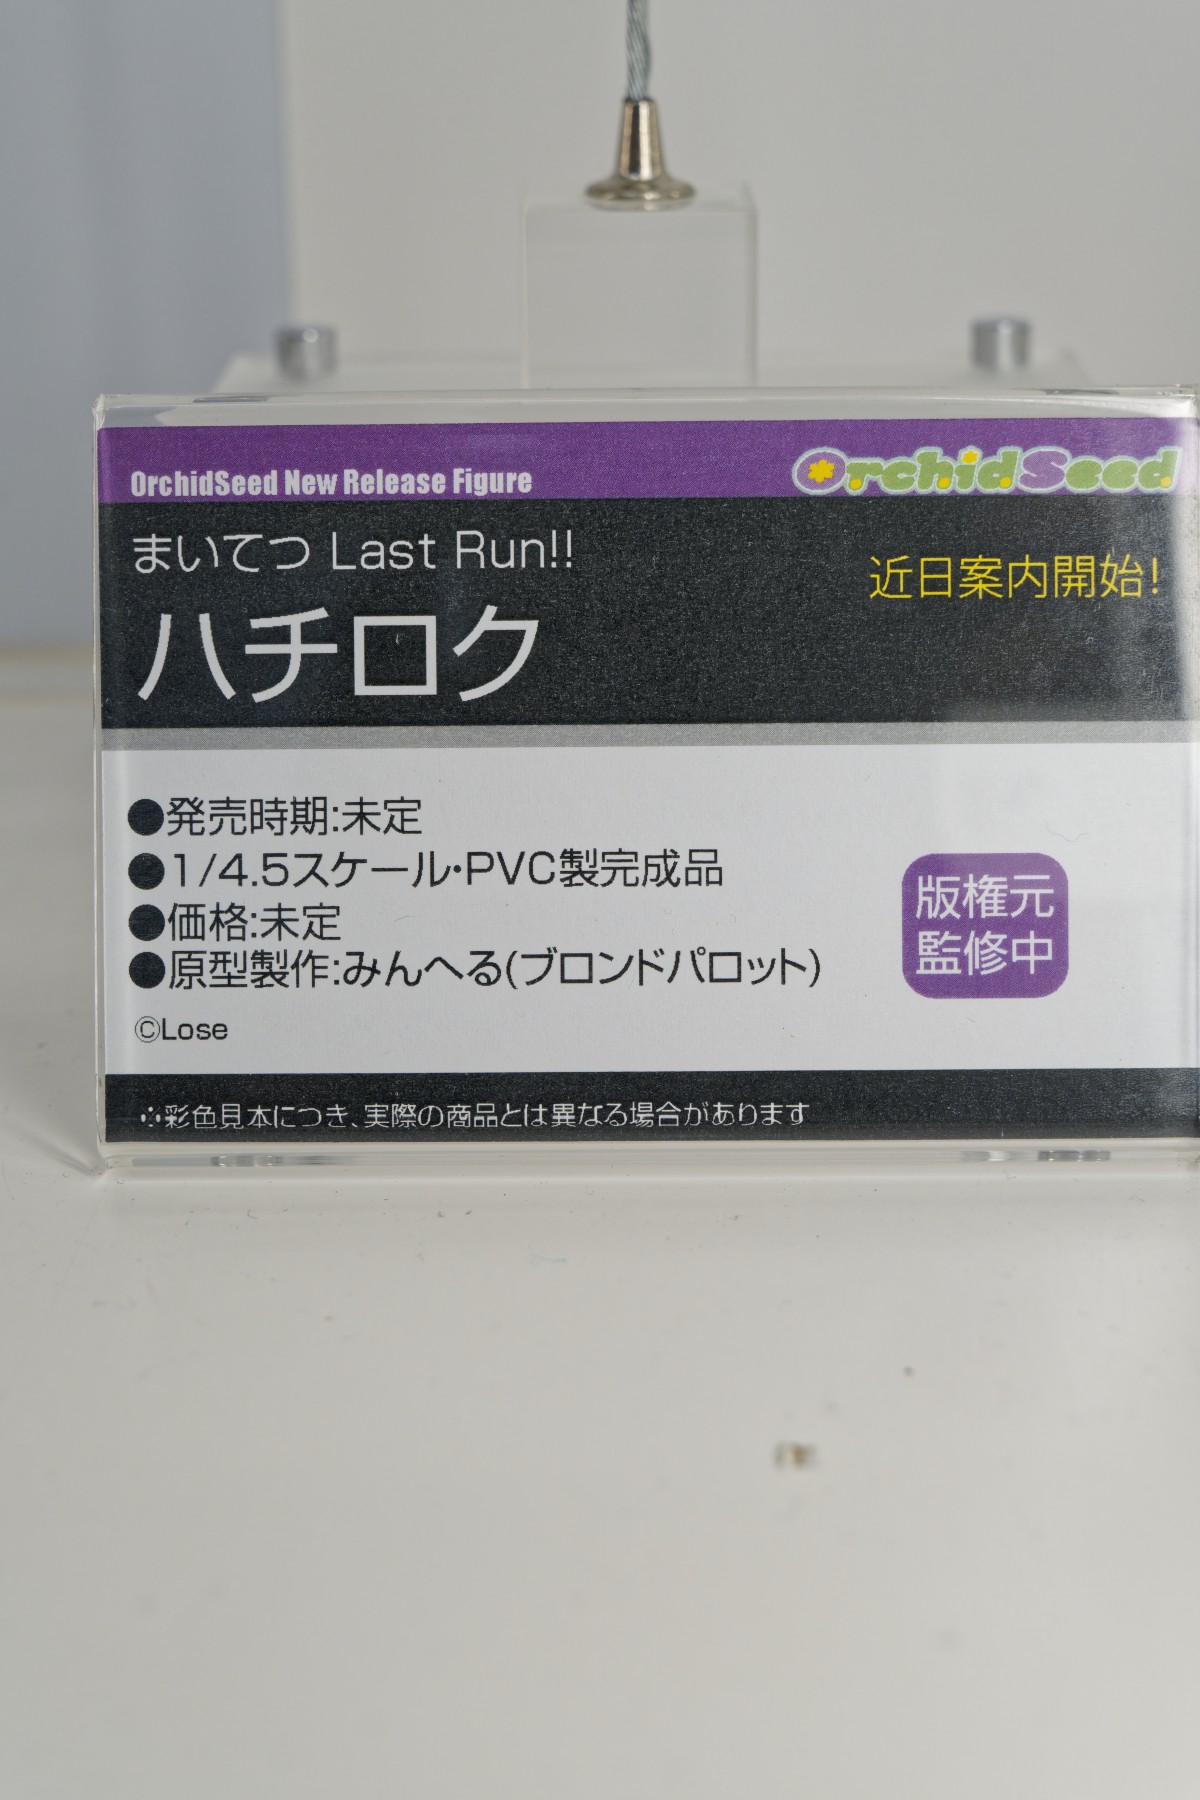 OrchidSeed New Release Figure
OrchidSeed
まいてつ Last Run!!
近日案内開始!
ハチロク
●発売時期:未定
●1/4.5スケール・PVC製完成品
●価格:未定
●原型製作:みんへる(ブロンドパロット)
版権元
監修中
©Lose
※彩色見本につき、実際の商品とは異なる場合があります